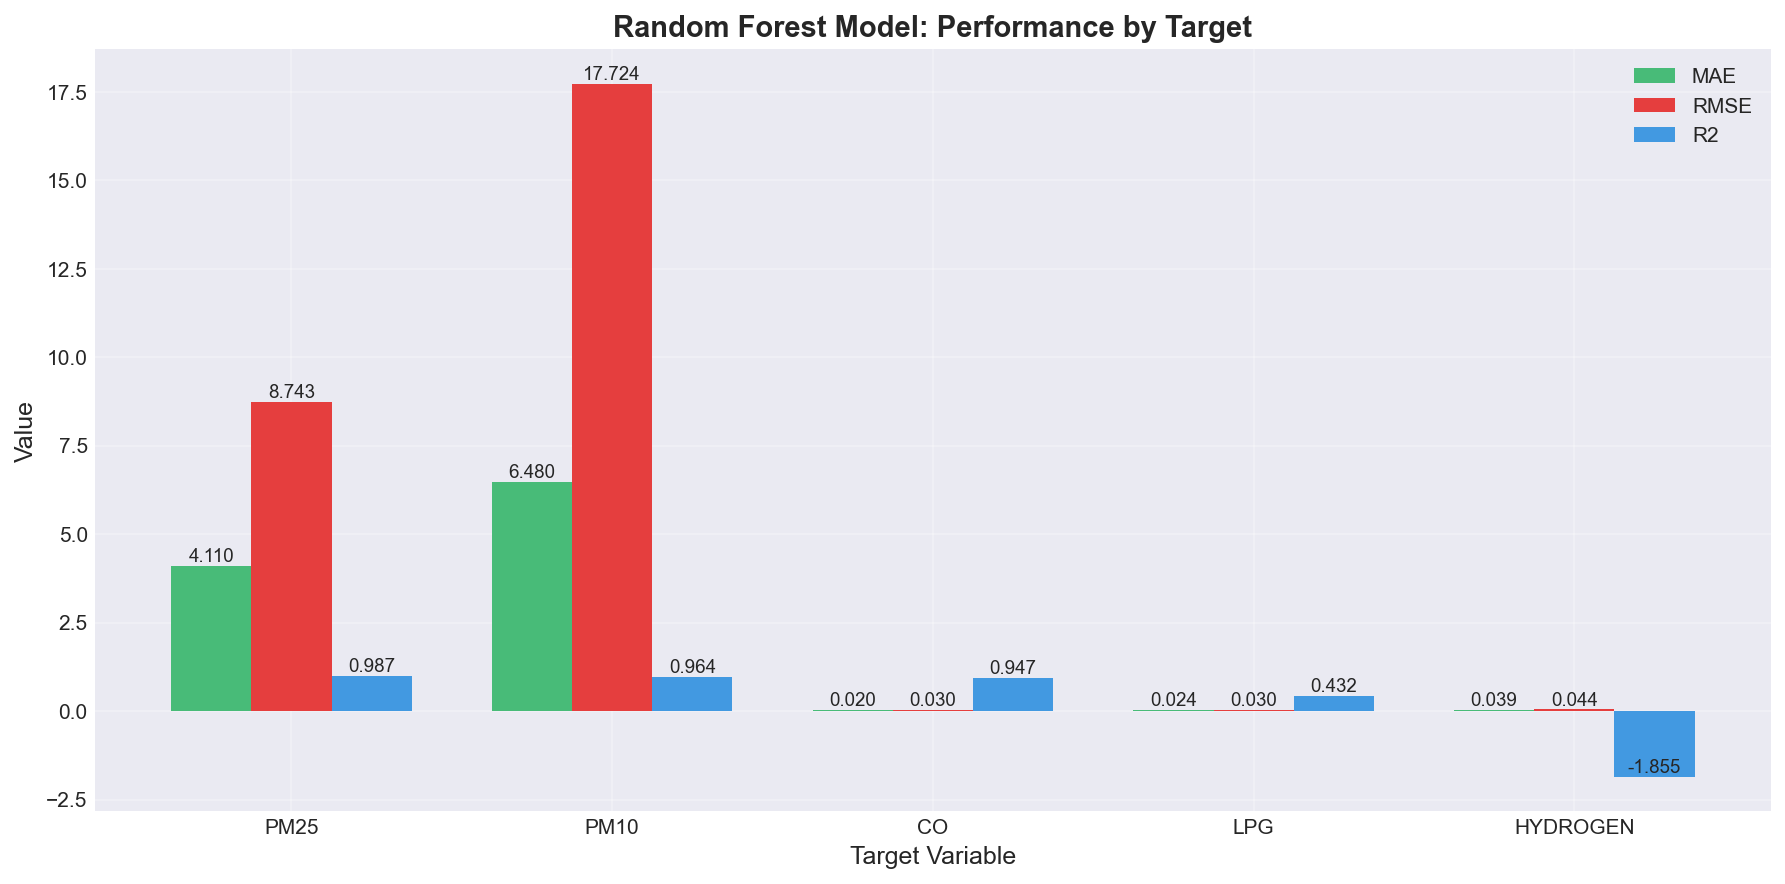 Random Forest Model: Performance by Target
MAE
RMSE
R2
Value
17.5
15.0
12.5
10.0
7.5
5.0
2.5
0.0
−2.5
4.110
8.743
0.987
6.480
17.724
0.964
0.020
0.030
0.947
0.024
0.030
0.432
0.039
0.044
-1.855
PM25
PM10
CO
LPG
HYDROGEN
Target Variable